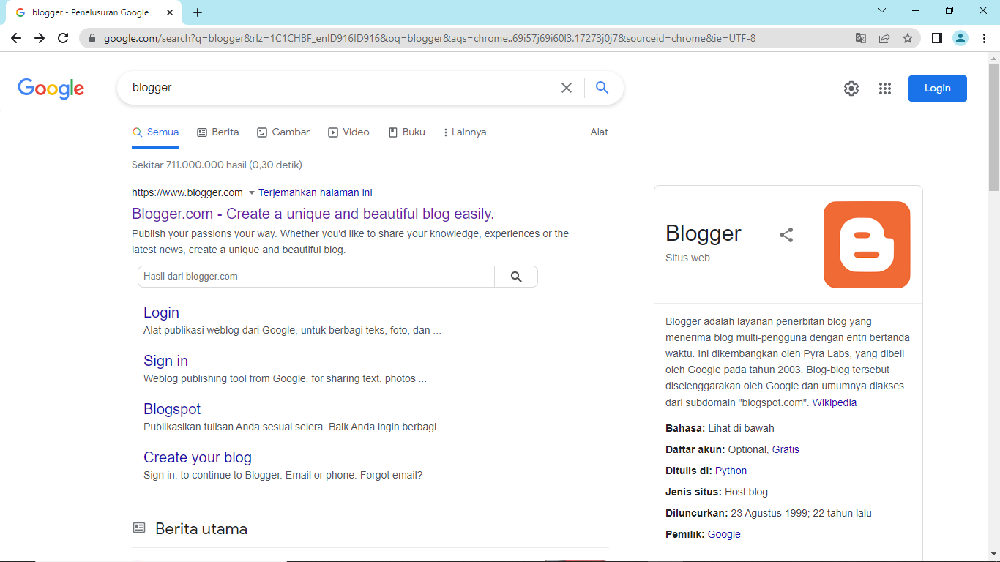 blogger - Penelusuran Google
google.com/search?q=blogger&rlz=1C1CHBF_enID916ID916&oq=blogger&aqs=chrome..69i57j69i60l3.17273j0j7&sourceid=chrome&ie=UTF-8
Google
blogger
Login
Semua
Berita
Gambar
Video
Buku
Lainnya
Alat
Sekitar 711.000.000 hasil (0,30 detik)
https://www.blogger.com Terjemahkan halaman ini
Blogger.com - Create a unique and beautiful blog easily.
Publish your passions your way. Whether you'd like to share your knowledge, experiences or the
latest news, create a unique and beautiful blog.
Hasil dari blogger.com
Login
Alat publikasi weblog dari Google, untuk berbagi teks, foto, dan ...
Sign in
Weblog publishing tool from Google, for sharing text, photos ...
Blogspot
Publikasikan tulisan Anda sesuai selera. Baik Anda ingin berbagi ...
Create your blog
Sign in. to continue to Blogger. Email or phone. Forgot email?
Berita utama
Blogger
Situs web
Blogger adalah layanan penerbitan blog yang
menerima blog multi-pengguna dengan entri bertanda
waktu. Ini dikembangkan oleh Pyra Labs, yang dibeli
oleh Google pada tahun 2003. Blog-blog tersebut
diselenggarakan oleh Google dan umumnya diakses
dari subdomain "blogspot.com". Wikipedia
Bahasa: Lihat di bawah
Daftar akun: Optional, Gratis
Ditulis di: Python
Jenis situs: Host blog
Diluncurkan: 23 Agustus 1999; 22 tahun lalu
Pemilik: Google